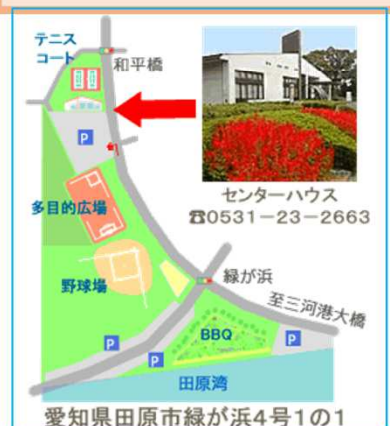 テニス
コート
和平橋
P
センターハウス
☎0531－23－2663
多目的広場
野球場
緑が浜
至三河港大橋
BBQ
P
P
P
田原湾
愛知県田原市緑が浜4号1の1